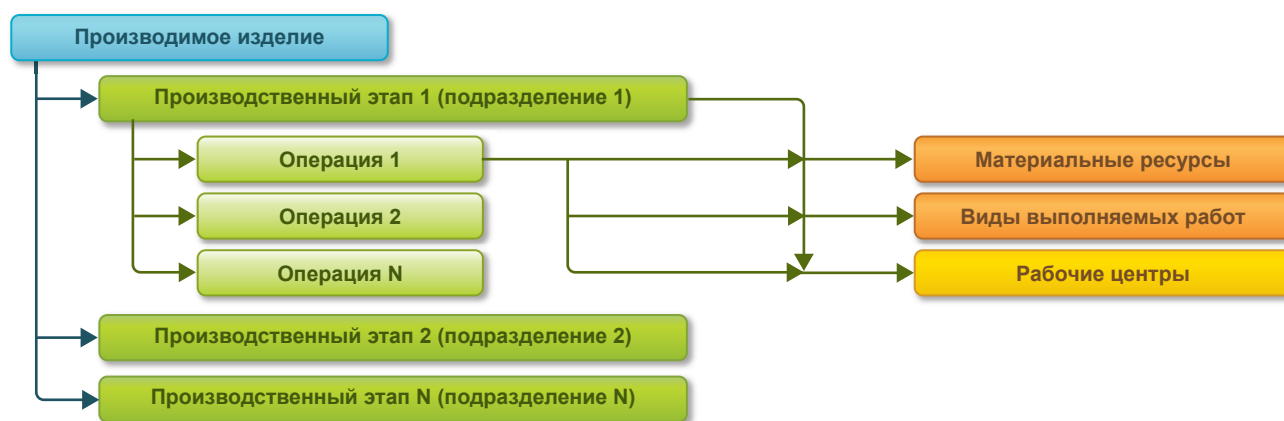 Производимое изделие
Производственный этап 1 (подразделение 1)
Операция 1
Материальные ресурсы
Операция 2
Виды выполняемых работ
Операция N
Рабочие центры
Производственный этап 2 (подразделение 2)
Производственный этап N (подразделение N)